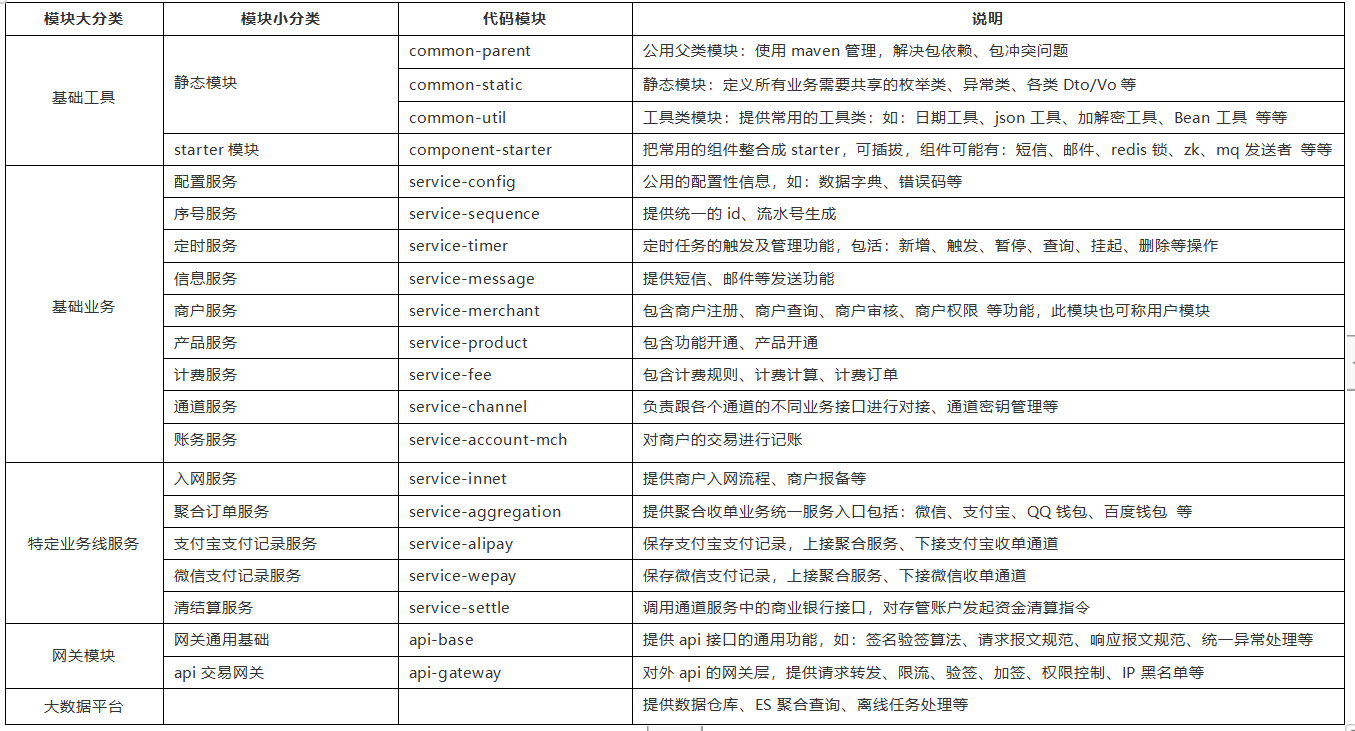 模块大分类 模块小分类 代码模块 说明
基础工具 静态模块 common-parent 公用父类模块：使用 maven 管理，解决包依赖、包冲突问题
common-static 静态模块：定义所有业务需要共享的枚举类、异常类、各类 Dto/Vo 等
common-util 工具类模块：提供常用的工具类：如：日期工具、json 工具、加解密工具、Bean 工具 等等
starter 模块 component-starter 把常用的组件整合成 starter，可插拔，组件可能有：短信、邮件、redis 锁、zk、mq 发送者 等等
基础业务 配置服务 service-config 公用的配置性信息，如：数据字典、错误码等
序号服务 service-sequence 提供统一的 id、流水号生成
定时服务 service-timer 定时任务的触发及管理功能，包活：新增、触发、暂停、查询、挂起、删除等操作
信息服务 service-message 提供短信、邮件等发送功能
商户服务 service-merchant 包含商户注册、商户查询、商户审核、商户权限 等功能，此模块也可称用户模块
产品服务 service-product 包含功能开通、产品开通
计费服务 service-fee 包含计费规则、计费计算、计费订单
通道服务 service-channel 负责跟各个通道的不同业务接口进行对接、通道密钥管理等
账务服务 service-account-mch 对商户的交易进行记账
特定业务线服务 入网服务 service-innet 提供商户入网流程、商户报备等
聚合订单服务 service-aggregation 提供聚合收单业务统一服务入口包括：微信、支付宝、QQ 钱包、百度钱包 等
支付宝支付记录服务 service-alipay 保存支付宝支付记录，上接聚合服务、下接支付宝收单通道
微信支付记录服务 service-wepay 保存微信支付记录，上接聚合服务、下接微信收单通道
清结算服务 service-settle 调用通道服务中的商业银行接口，对存管账户发起资金清算指令
网关模块 网关通用基础 api-base 提供 api 接口的通用功能，如：签名验签算法、请求报文规范、响应报文规范、统一异常处理等
api 交易网关 api-gateway 对外 api 的网关层，提供请求转发、限流、验签、加签、权限控制、IP 黑名单等
大数据平台 提供数据仓库、ES 聚合查询、离线任务处理等